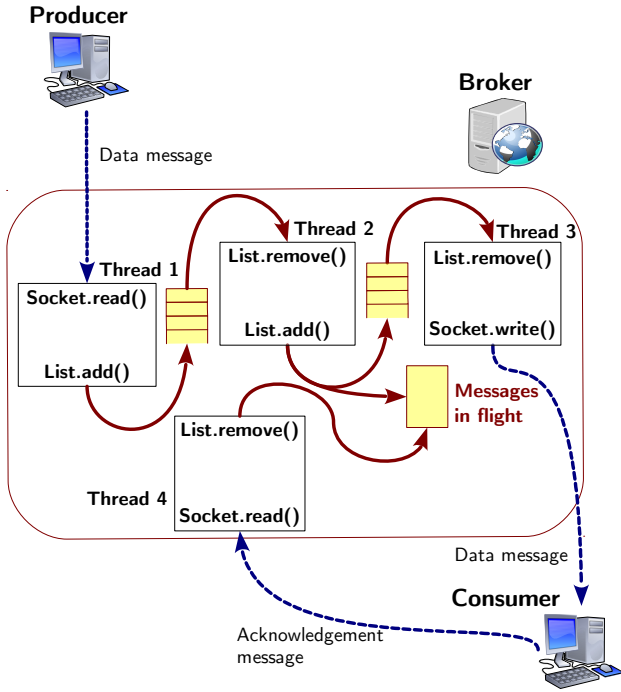 Producer
Broker
Data message
Thread 1
Socket.read()
List.add()
Thread 2
List.remove()
List.add()
Thread 3
List.remove()
Socket.write()
Messages
in flight
Thread 4
List.remove()
Socket.read()
Data message
Consumer
Acknowledgement
message